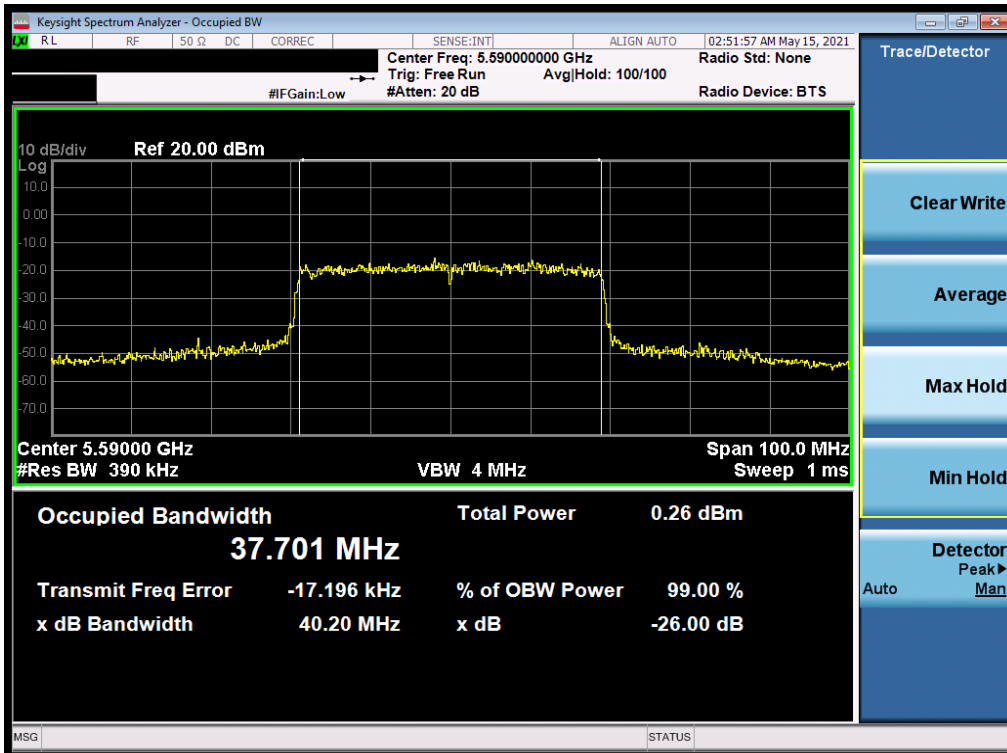 Keysight Spectrum Analyzer - Occupied BW
LXI RL RF 50 Ω DC CORREC SENSE:INT ALIGN AUTO 02:51:57 AM May 15, 2021
Center Freq: 5.590000000 GHz Radio Std: None
Trig: Free Run Avg|Hold: 100/100
#IFGain:Low #Atten: 20 dB Radio Device: BTS
10 dB/div Ref 20.00 dBm
Log
10.0
0.00
-10.0
-20.0
-30.0
-40.0
-50.0
-60.0
-70.0
Center 5.59000 GHz Span 100.0 MHz
#Res BW 390 kHz VBW 4 MHz Sweep 1 ms
Occupied Bandwidth Total Power 0.26 dBm
37.701 MHz
Transmit Freq Error -17.196 kHz % of OBW Power 99.00 %
x dB Bandwidth 40.20 MHz x dB -26.00 dB
MSG STATUS
Trace/Detector
Clear Write
Average
Max Hold
Min Hold
Detector
Peak▶
Auto Man